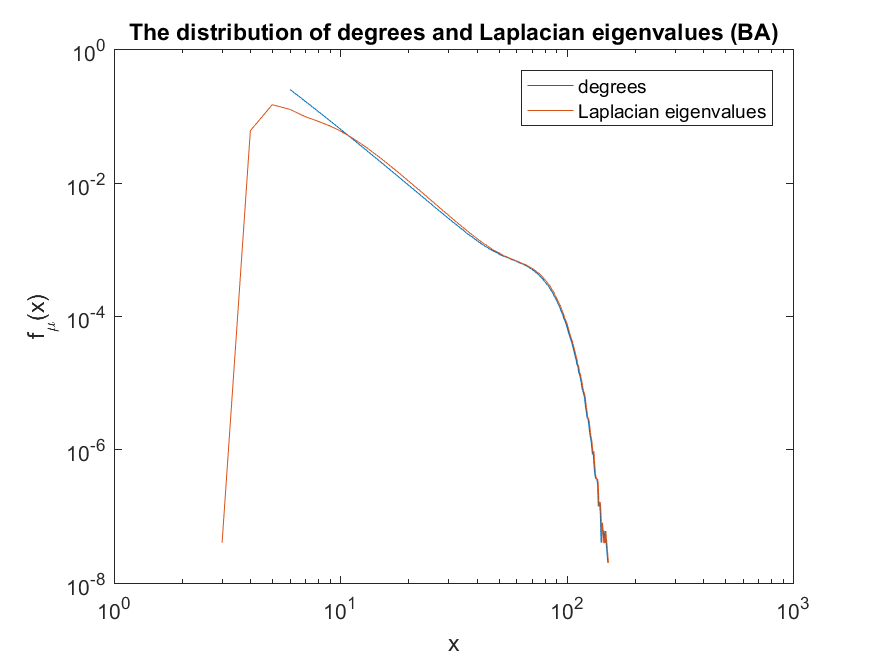 The distribution of degrees and Laplacian eigenvalues (BA)
degrees
Laplacian eigenvalues
10^0
10^-2
10^-4
10^-6
10^-8
f_μ(x)
10^0
10^1
10^2
10^3
x